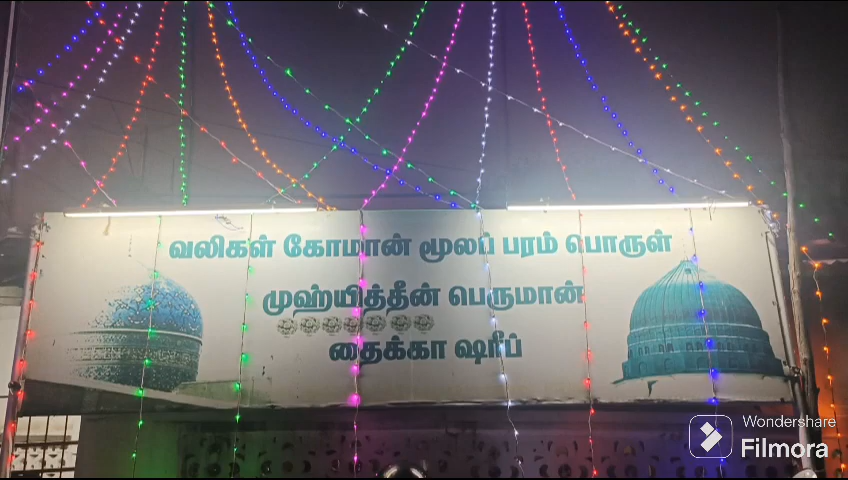 வலிகள் கோமான் மூலப் பரம் பொருள்
முஹ்யித்தீன் பெருமான்
தைக்கா ஷரீப்
Wondershare
Filmora